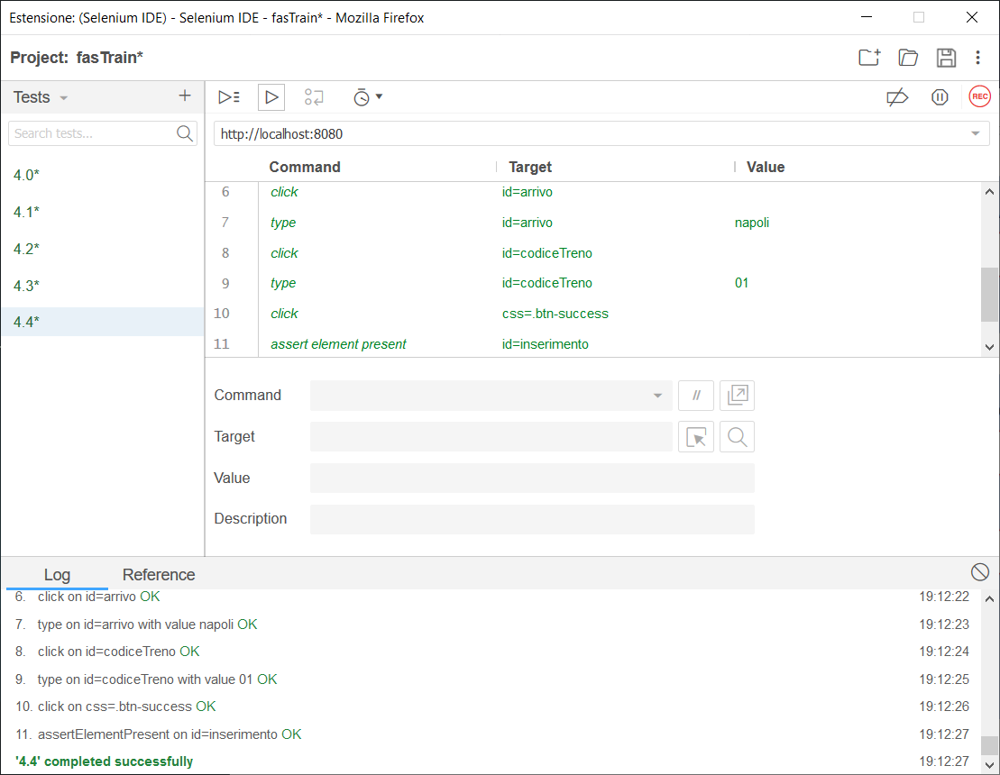 Estensione: (Selenium IDE) - Selenium IDE - fasTrain* - Mozilla Firefox
Project: fasTrain*
Tests
Search tests...
4.0*
4.1*
4.2*
4.3*
4.4*
REC
http://localhost:8080
Command Target Value
6 click id=arrivo
7 type id=arrivo napoli
8 click id=codiceTreno
9 type id=codiceTreno 01
10 click css=.btn-success
11 assert element present id=inserimento
Command //
Target
Value
Description
Log Reference
6. click on id=arrivo OK 19:12:22
7. type on id=arrivo with value napoli OK 19:12:23
8. click on id=codiceTreno OK 19:12:24
9. type on id=codiceTreno with value 01 OK 19:12:25
10. click on css=.btn-success OK 19:12:26
11. assertElementPresent on id=inserimento OK 19:12:27
'4.4' completed successfully 19:12:27